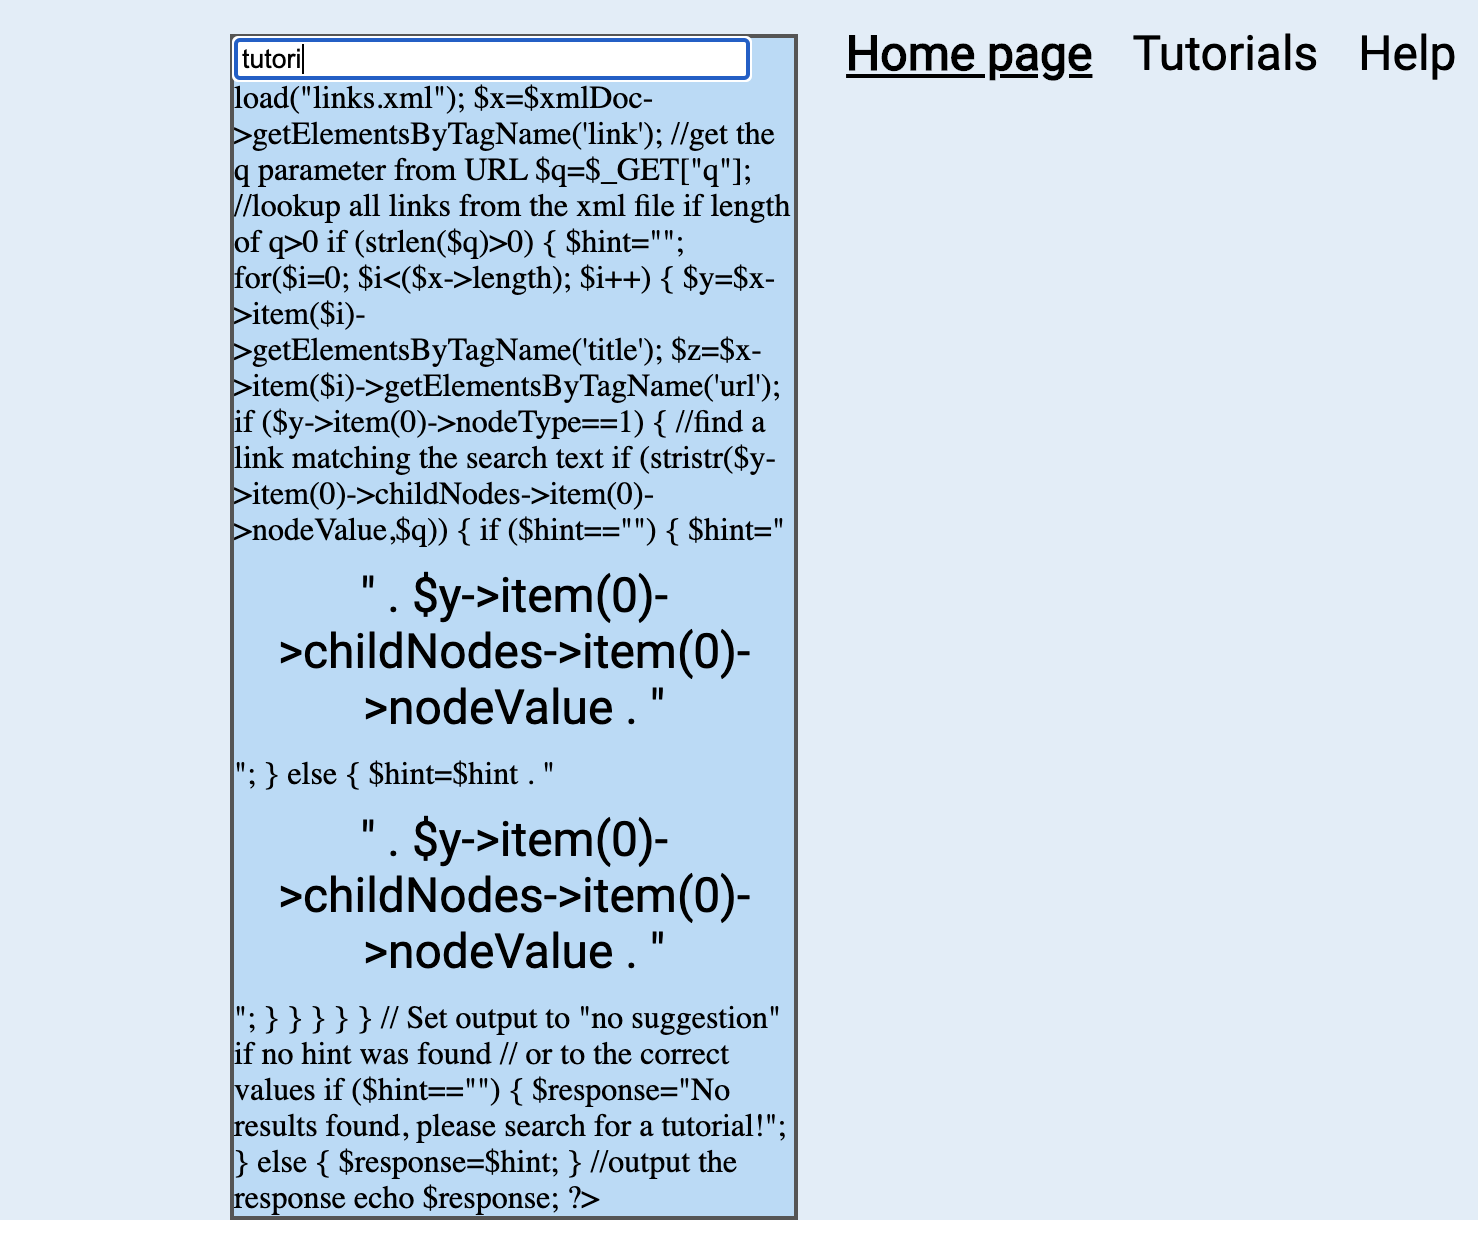 tutori
Home page Tutorials Help
load("links.xml"); $x=$xmlDoc-
>getElementsByTagName('link'); //get the
q parameter from URL $q=$_GET["q"];
//lookup all links from the xml file if length
of q>0 if (strlen($q)>0) { $hint="";
for($i=0; $i<($x->length); $i++) { $y=$x-
>item($i)-
>getElementsByTagName('title'); $z=$x-
>item($i)->getElementsByTagName('url');
if ($y->item(0)->nodeType==1) { //find a
link matching the search text if (stristr($y-
>item(0)->childNodes->item(0)-
>nodeValue,$q)) { if ($hint=="") { $hint="
" . $y->item(0)-
>childNodes->item(0)-
>nodeValue . "
"; } else { $hint=$hint . "
" . $y->item(0)-
>childNodes->item(0)-
>nodeValue . "
"; } } } } } // Set output to "no suggestion"
if no hint was found // or to the correct
values if ($hint=="") { $response="No
results found, please search for a tutorial!";
} else { $response=$hint; } //output the
response echo $response; ?>